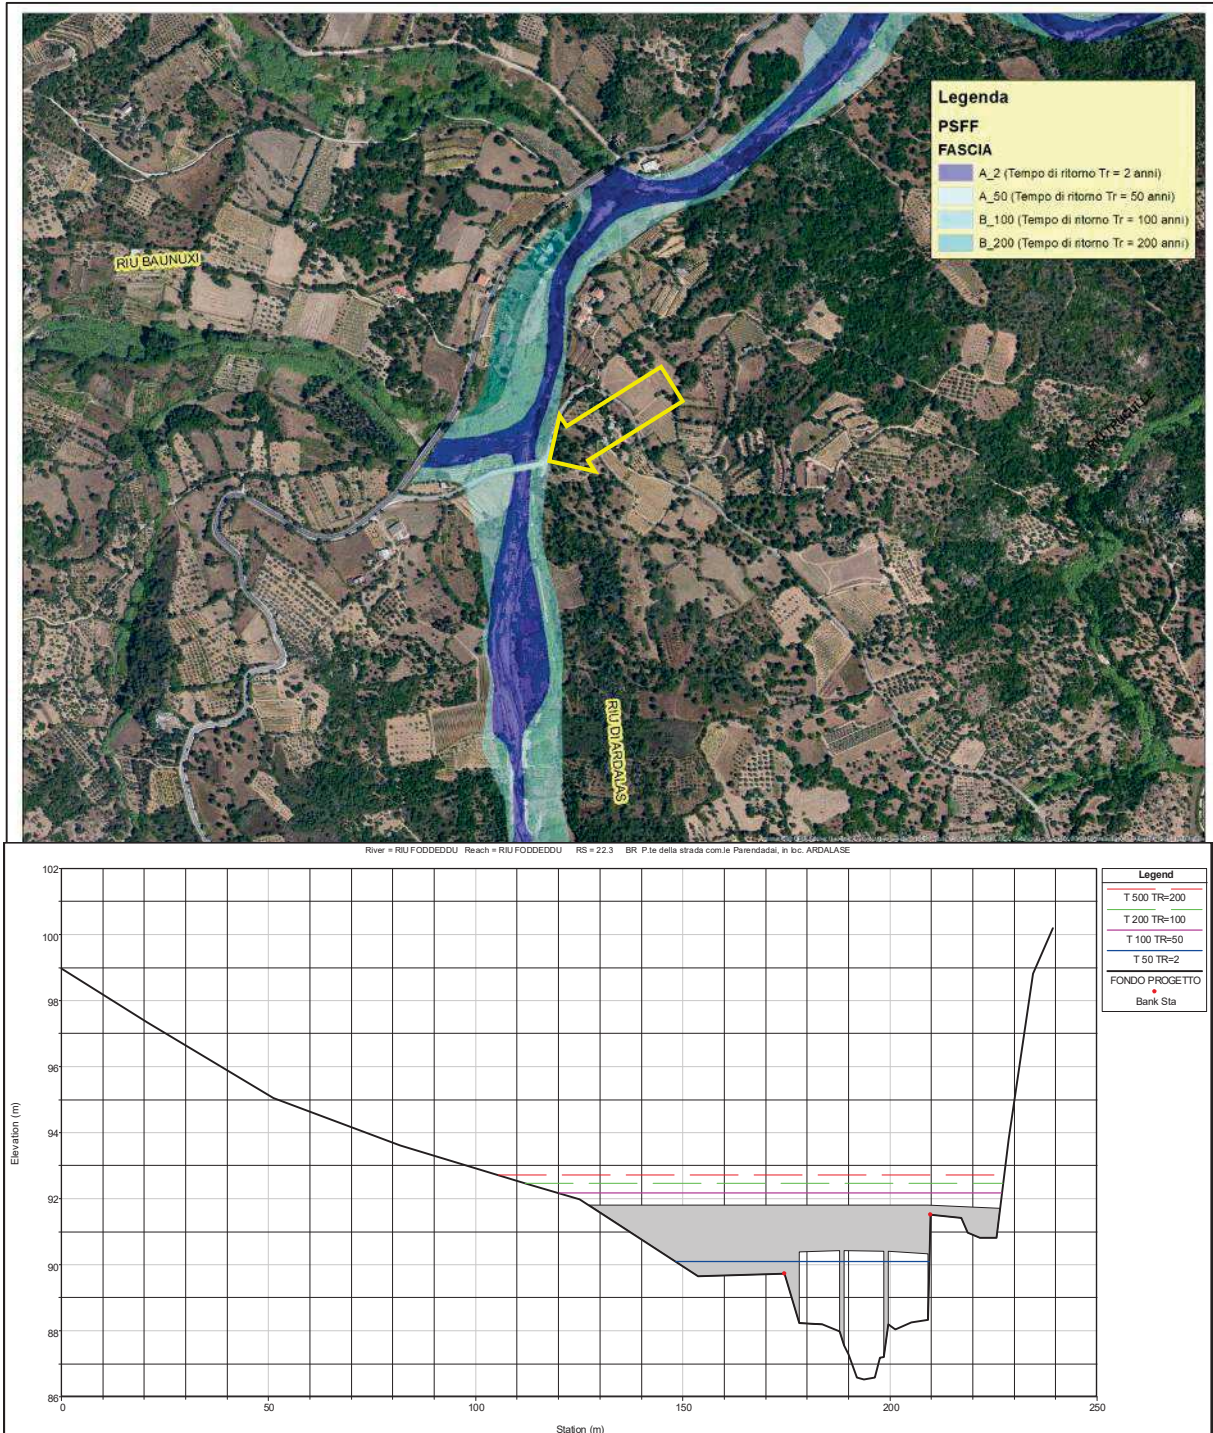 Legenda
PSFF
FASCIA
A_2 (Tempo di ritorno Tr = 2 anni)
A_50 (Tempo di ritorno Tr = 50 anni)
B_100 (Tempo di ritorno Tr = 100 anni)
B_200 (Tempo di ritorno Tr = 200 anni)
RIU BAUNUXI
RIU DI ARDALAS
River = RIU FODDEDDU Reach = RIU FODDEDDU RS = 22.3 BR P.te della strada com.le Parendadai, in loc. ARDALASE
Legend
T 500 TR=200
T 200 TR=100
T 100 TR=50
T 50 TR=2
FONDO PROGETTO
Bank Sta
102
100
98
96
94
92
90
88
86
Elevation (m)
0
50
100
150
200
250
Station (m)